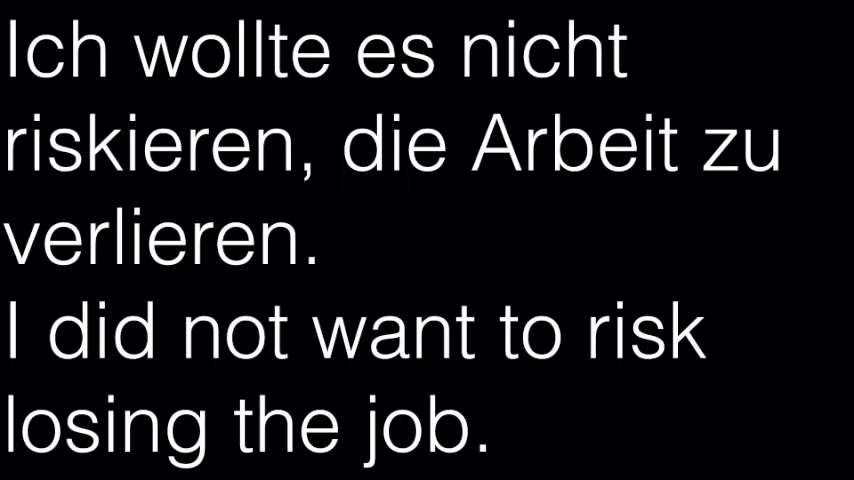 Ich wollte es nicht
riskieren, die Arbeit zu
verlieren.
I did not want to risk
losing the job.